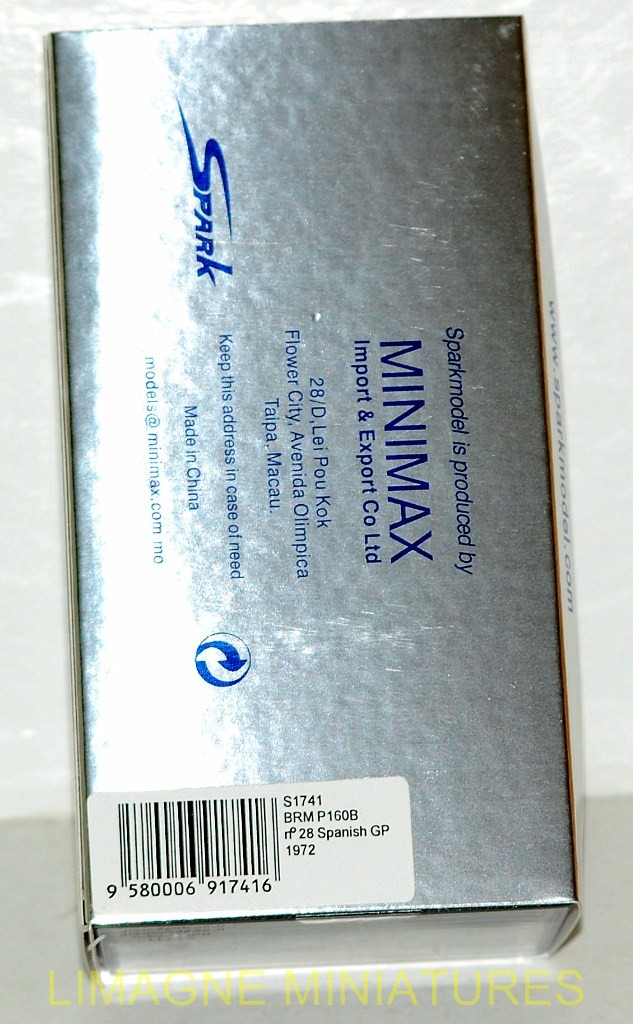 SPARK
Sparkmodel is produced by
MINIMAX
Import & Export Co Ltd
28/D, Lei Pou Kok
Flower City, Avenida Olimpica
Taipa, Macau.
Keep this address in case of need
Made in China
models@minimax.com mo
www.sparkmodel.com
S1741
BRM P160B
nº 28 Spanish GP
1972
9 580006 917416
LIMAGNE MINIATURES